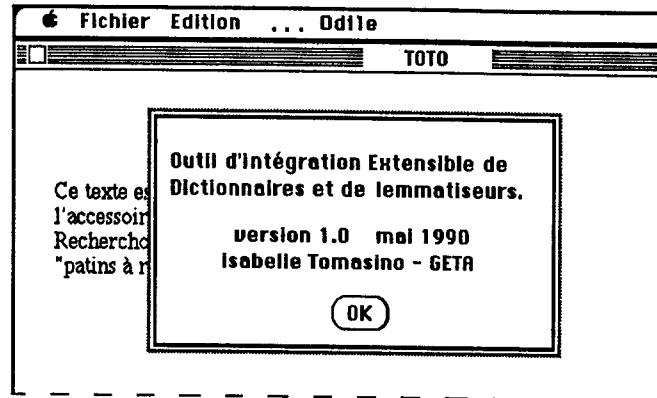 Fichier Edition ... Odile
TOTO
Outil d'Intégration Extensible de
Dictionnaires et de lemmatiseurs.
version 1.0 mai 1990
Isabelle Tomasino - GETA
OK
Ce texte es
l'accessoir
Rechercho
"patins à r